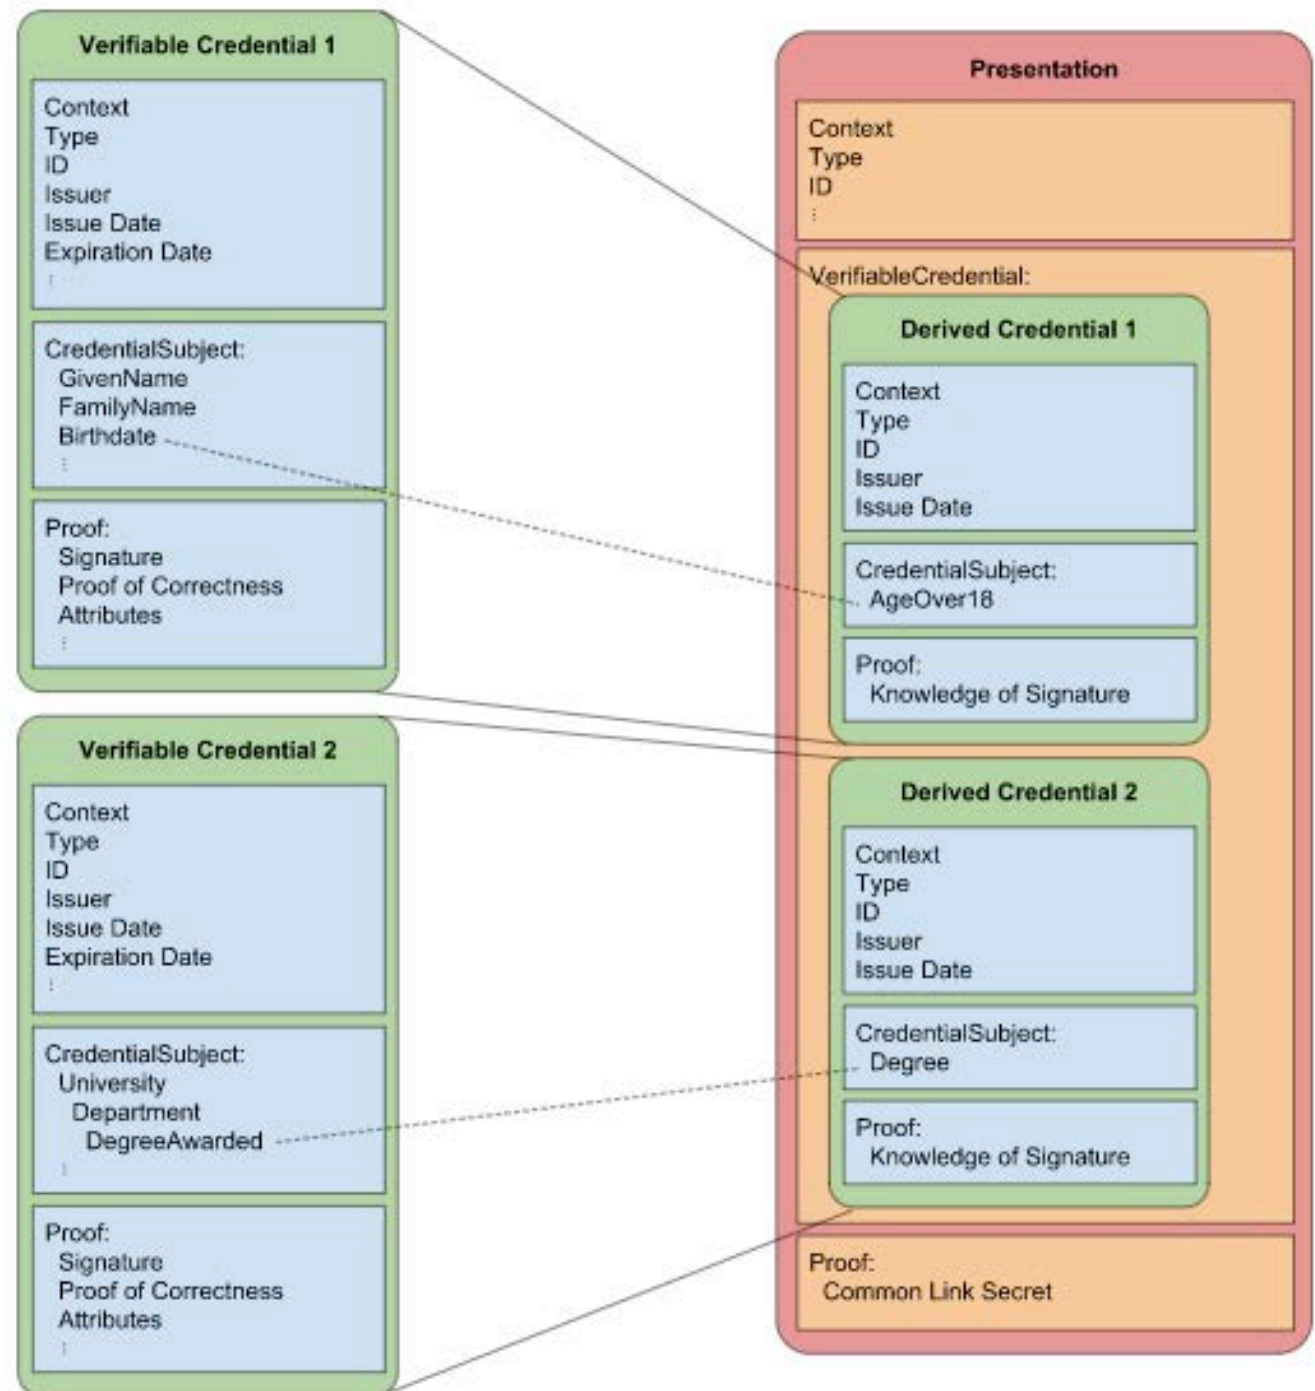 Verifiable Credential 1
Context
Type
ID
Issuer
Issue Date
Expiration Date
⋮
CredentialSubject:
GivenName
FamilyName
Birthdate
⋮
Proof:
Signature
Proof of Correctness
Attributes
⋮
Verifiable Credential 2
Context
Type
ID
Issuer
Issue Date
Expiration Date
⋮
CredentialSubject:
University
Department
DegreeAwarded
⋮
Proof:
Signature
Proof of Correctness
Attributes
⋮
Presentation
Context
Type
ID
⋮
VerifiableCredential:
Derived Credential 1
Context
Type
ID
Issuer
Issue Date
CredentialSubject:
AgeOver18
Proof:
Knowledge of Signature
Derived Credential 2
Context
Type
ID
Issuer
Issue Date
CredentialSubject:
Degree
Proof:
Knowledge of Signature
Proof:
Common Link Secret